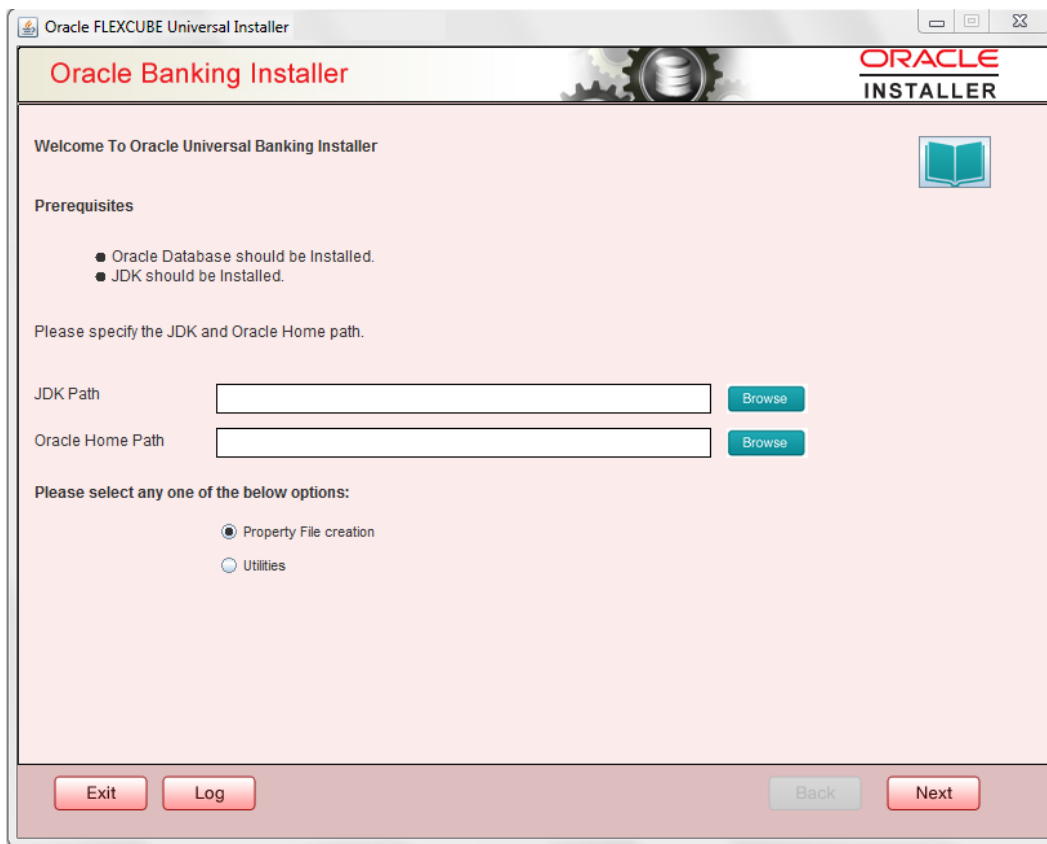 Oracle FLEXCUBE Universal Installer
Oracle Banking Installer
ORACLE
INSTALLER
Welcome To Oracle Universal Banking Installer
Prerequisites
Oracle Database should be Installed.
JDK should be Installed.
Please specify the JDK and Oracle Home path.
JDK Path
Browse
Oracle Home Path
Browse
Please select any one of the below options:
Property File creation
Utilities
Exit
Log
Back
Next